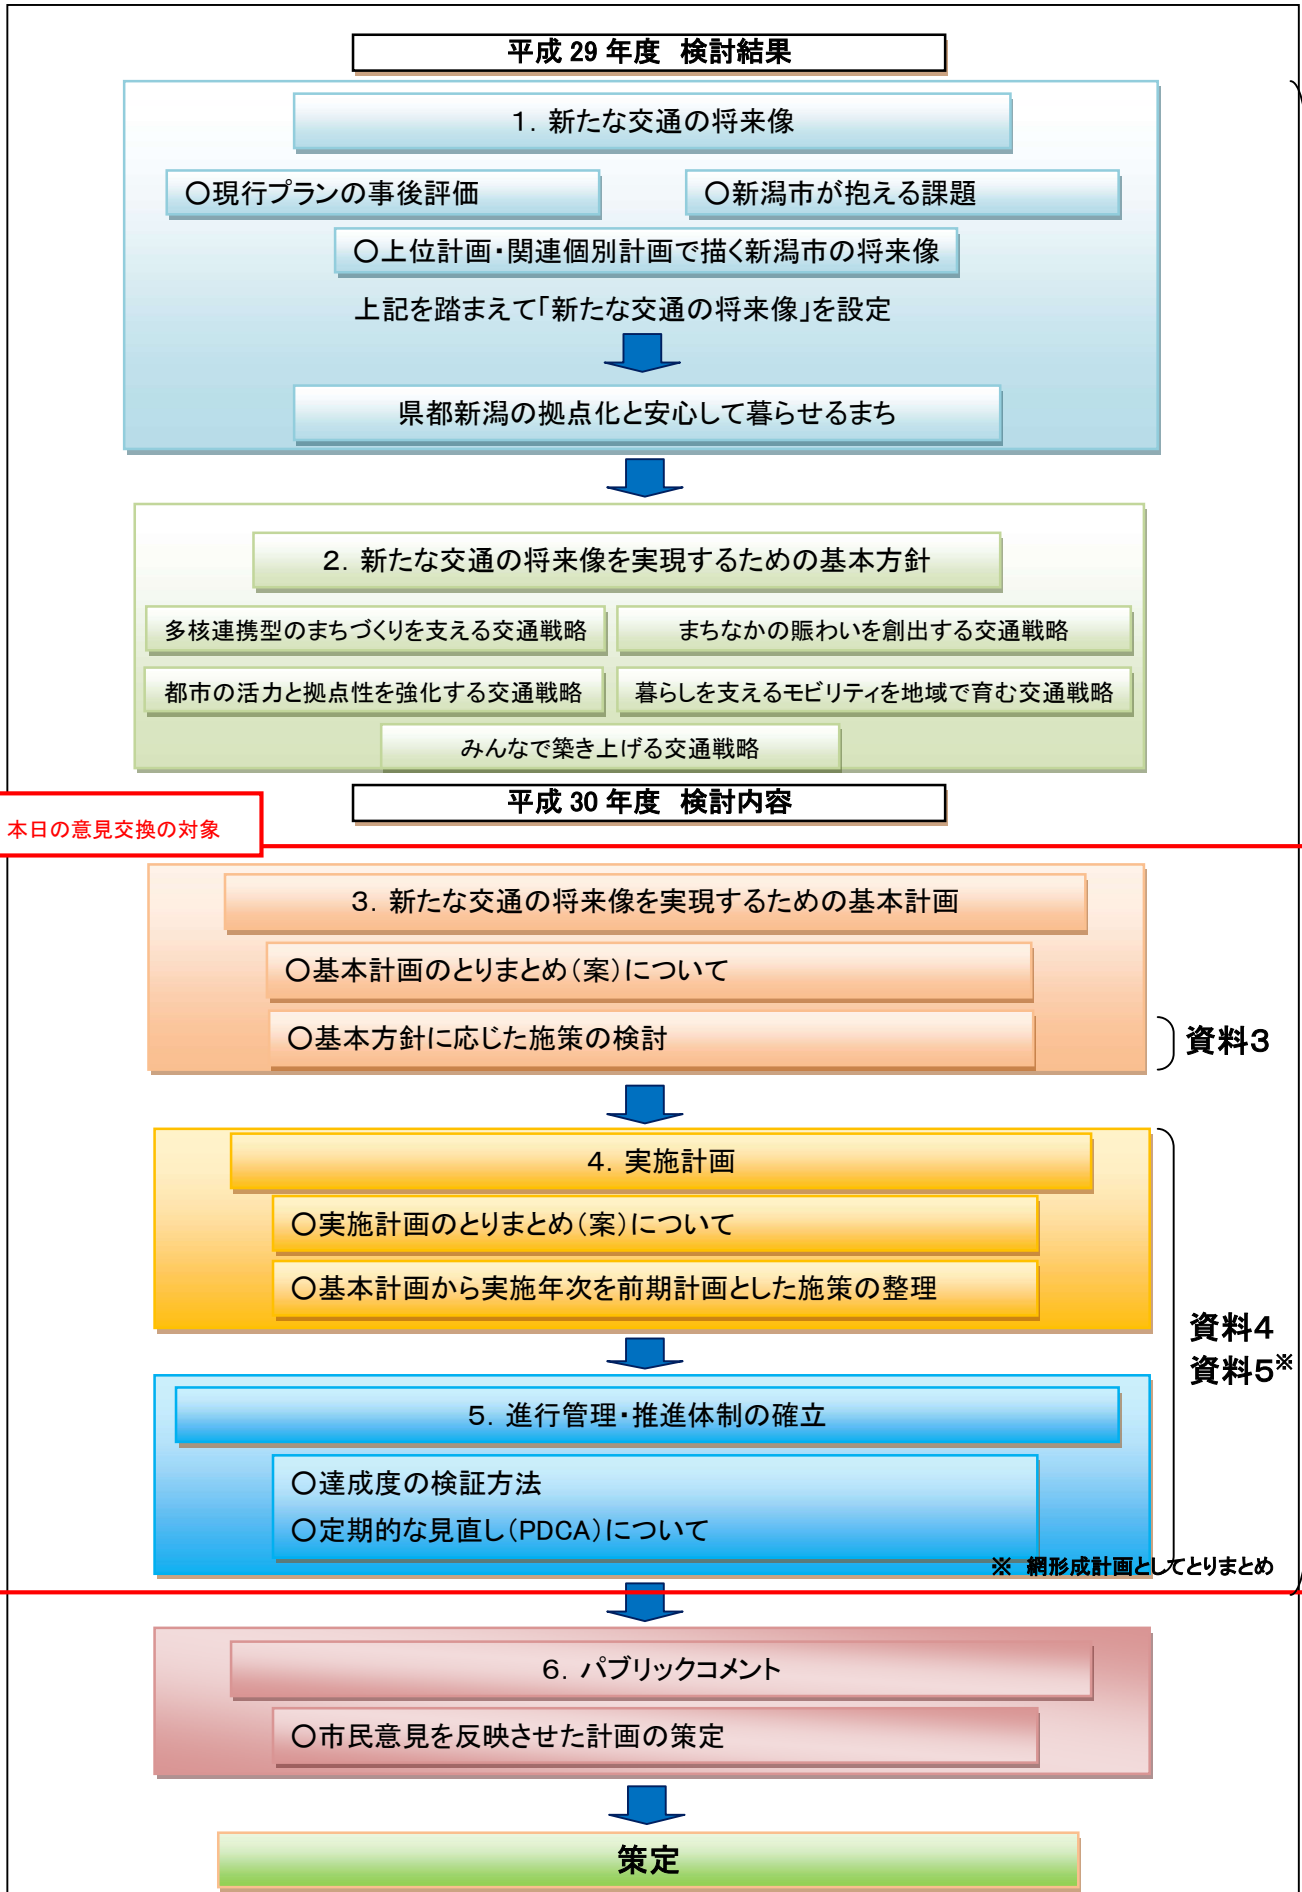 平成 29 年度 検討結果
1. 新たな交通の将来像
○現行プランの事後評価
○新潟市が抱える課題
○上位計画・関連個別計画で描く新潟市の将来像
上記を踏まえて「新たな交通の将来像」を設定
県都新潟の拠点化と安心して暮らせるまち
2. 新たな交通の将来像を実現するための基本方針
多核連携型のまちづくりを支える交通戦略
まちなかの賑わいを創出する交通戦略
都市の活力と拠点性を強化する交通戦略
暮らしを支えるモビリティを地域で育む交通戦略
みんなで築き上げる交通戦略
平成 30 年度 検討内容
本日の意見交換の対象
3. 新たな交通の将来像を実現するための基本計画
○基本計画のとりまとめ(案)について
○基本方針に応じた施策の検討
資料3
4. 実施計画
○実施計画のとりまとめ(案)について
○基本計画から実施年次を前期計画とした施策の整理
資料4
資料5※
5. 進行管理・推進体制の確立
○達成度の検証方法
○定期的な見直し(PDCA)について
※ 網形成計画としてとりまとめ
6. パブリックコメント
○市民意見を反映させた計画の策定
策定